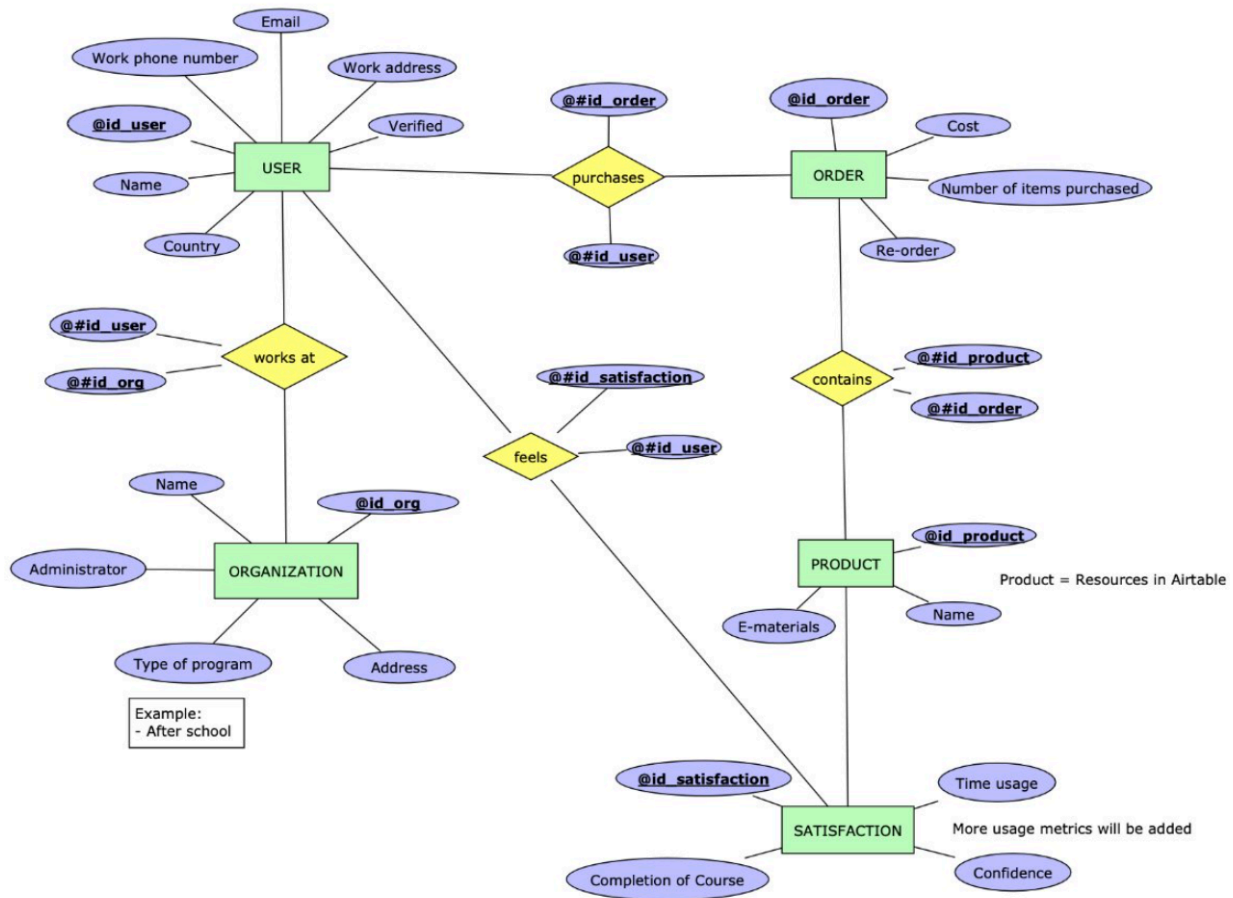 Email
Work phone number
Work address
@id_user
Verified
USER
Name
Country
@#id_order
purchases
@#id_user
@id_order
Cost
ORDER
Number of items purchased
Re-order
@#id_user
works at
@#id_org
@#id_satisfaction
@#id_user
feels
@#id_product
contains
@#id_order
Name
@id_org
Administrator
ORGANIZATION
Type of program
Address
Example:
- After school
@id_product
PRODUCT
Product = Resources in Airtable
E-materials
Name
@id_satisfaction
Time usage
SATISFACTION
More usage metrics will be added
Completion of Course
Confidence